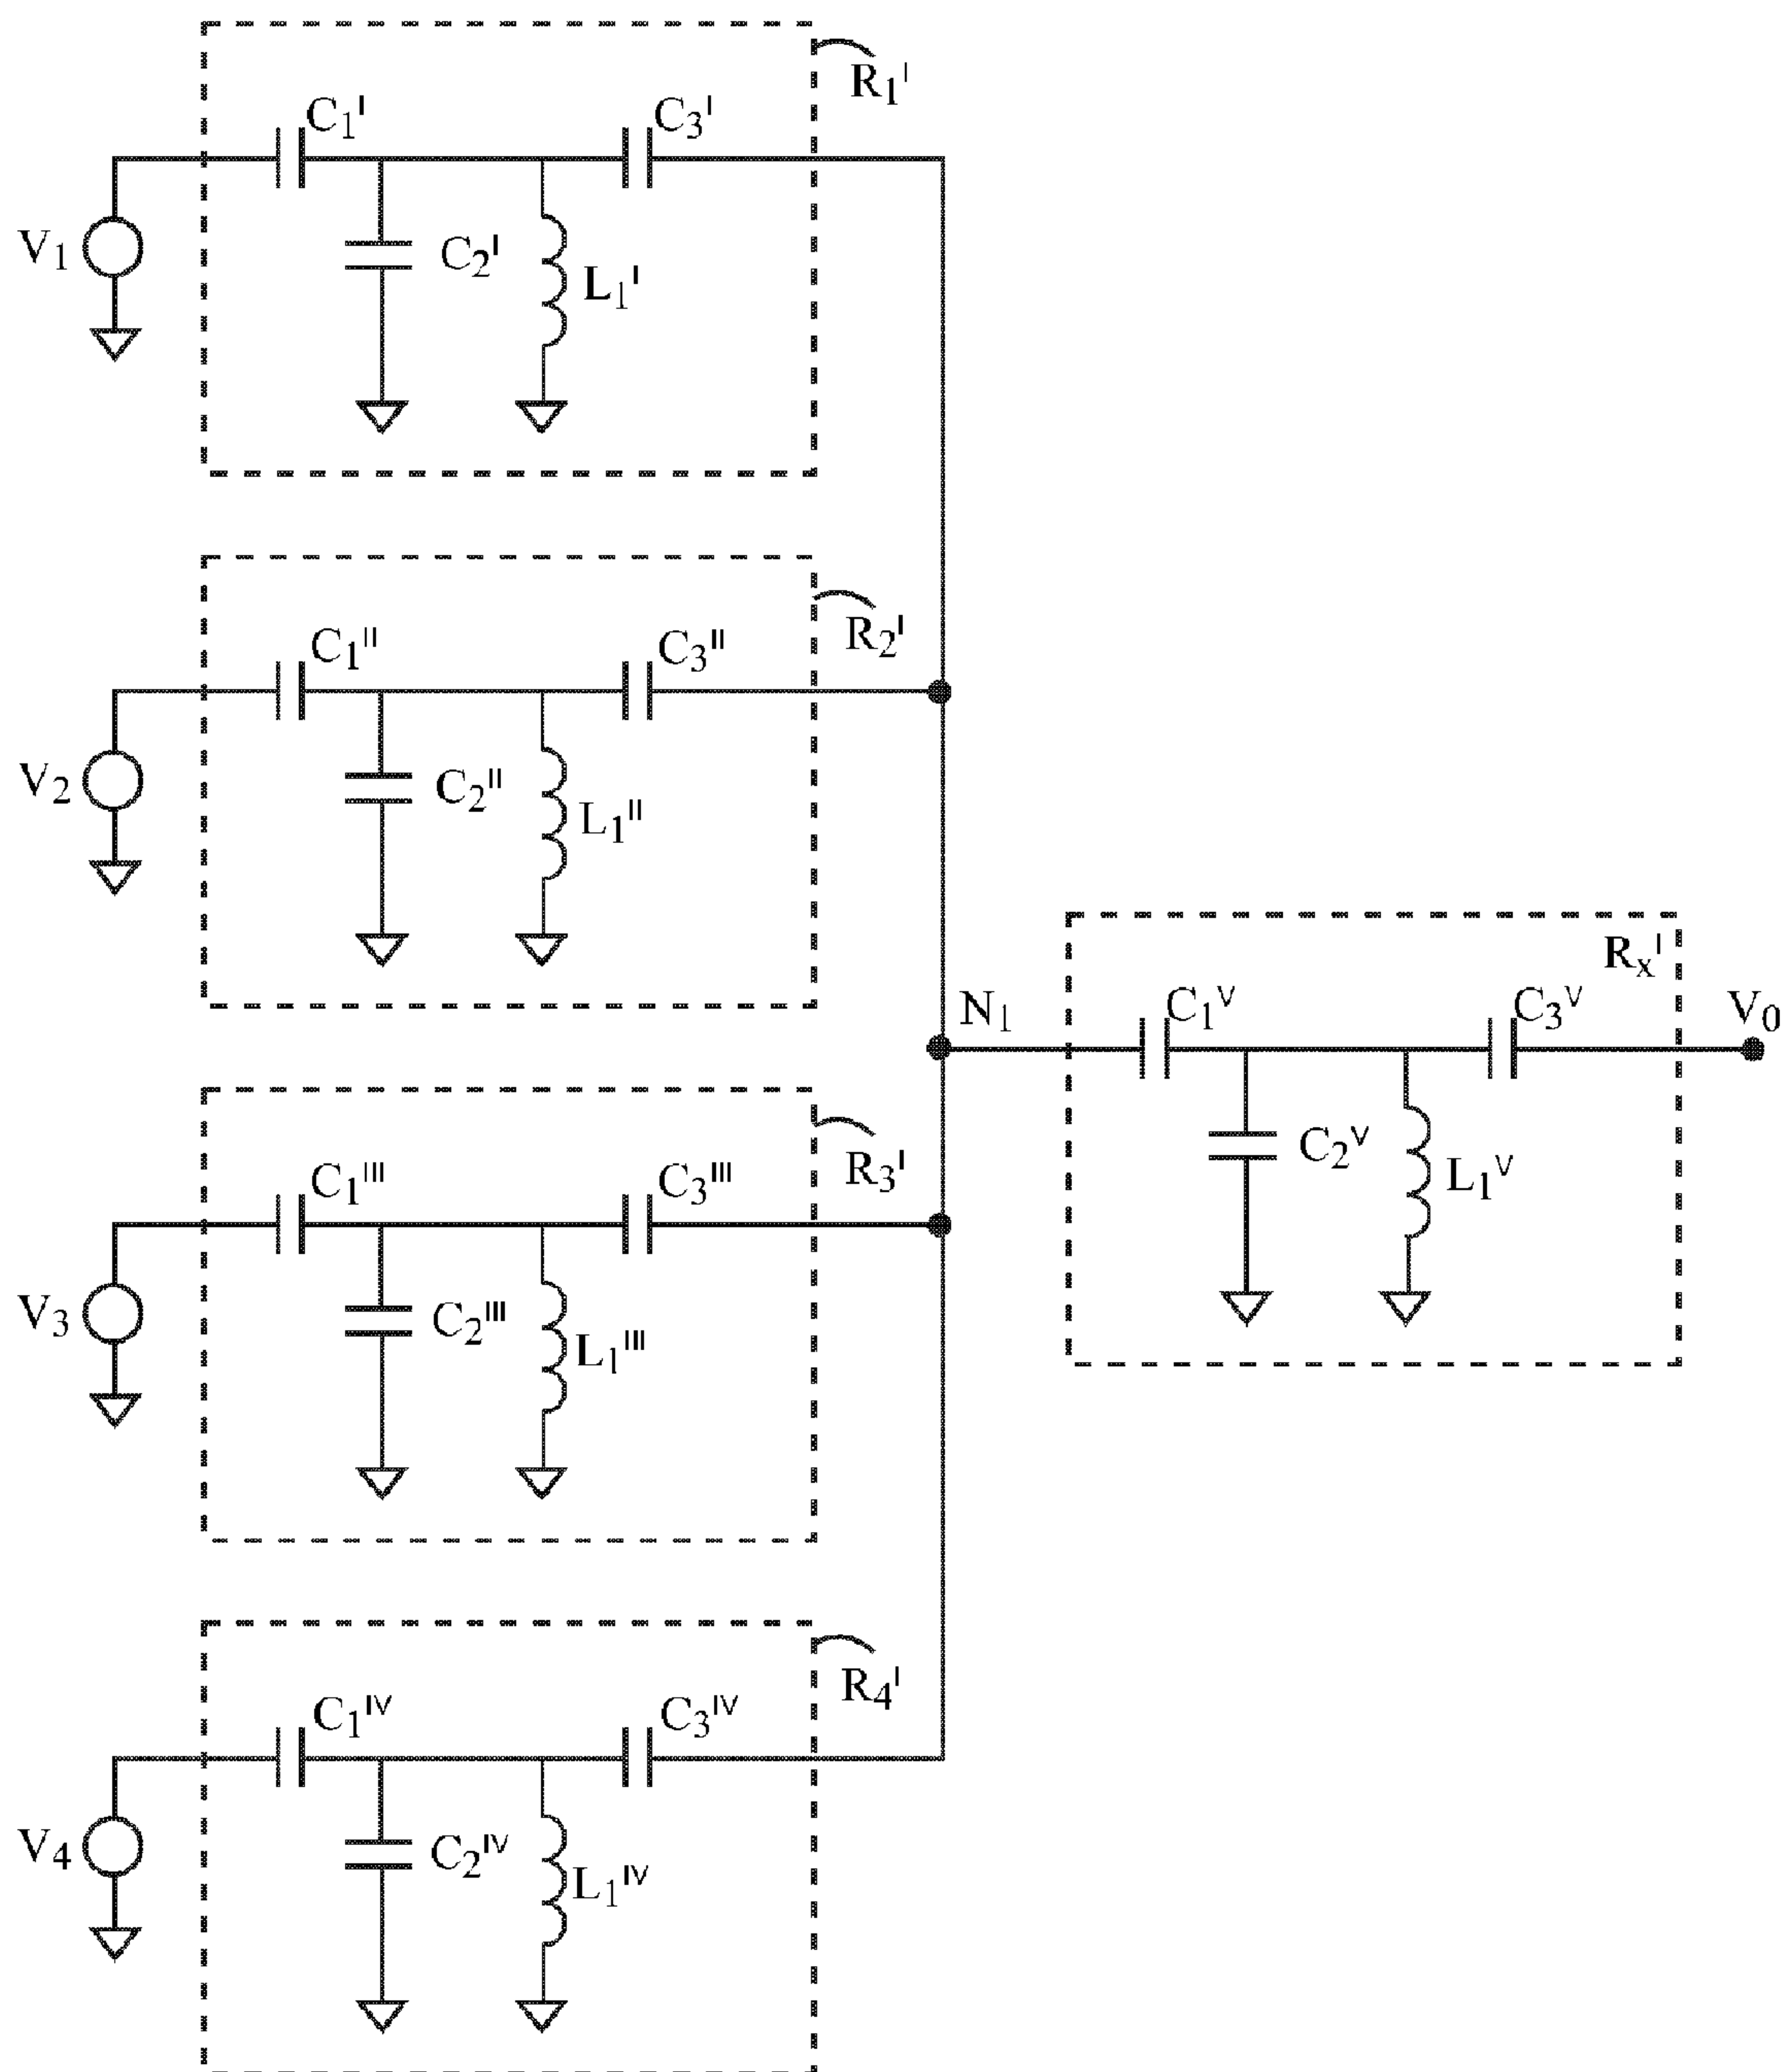 R₁ᴵ
C₁ᴵ
C₃ᴵ
V₁
C₂ᴵ
L₁ᴵ
R₂ᴵ
C₁ᴵᴵ
C₃ᴵᴵ
V₂
C₂ᴵᴵ
L₁ᴵᴵ
Rₓᴵ
N₁
C₁ⱽ
C₃ⱽ
V₀
C₂ⱽ
L₁ⱽ
R₃ᴵ
C₁ᴵᴵᴵ
C₃ᴵᴵᴵ
V₃
C₂ᴵᴵᴵ
L₁ᴵᴵᴵ
R₄ᴵ
C₁ᴵⱽ
C₃ᴵⱽ
V₄
C₂ᴵⱽ
L₁ᴵⱽ